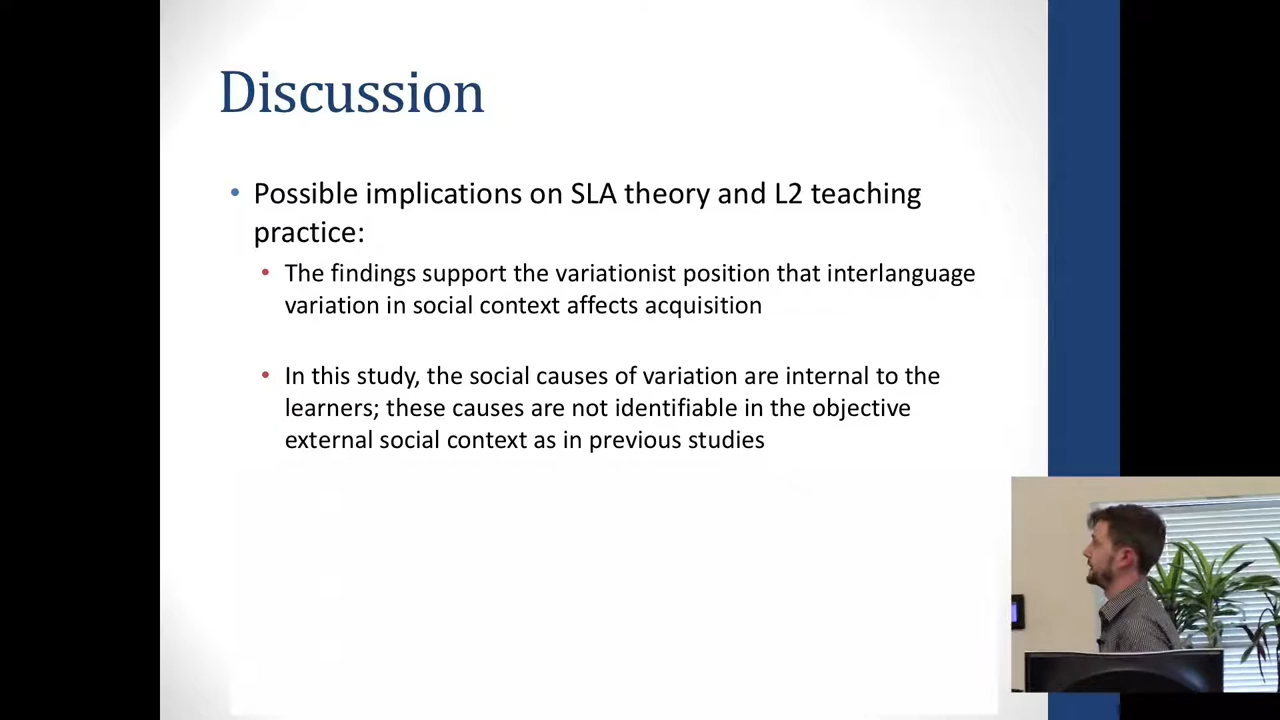 Discussion
• Possible implications on SLA theory and L2 teaching
practice:
• The findings support the variationist position that interlanguage
variation in social context affects acquisition
• In this study, the social causes of variation are internal to the
learners; these causes are not identifiable in the objective
external social context as in previous studies